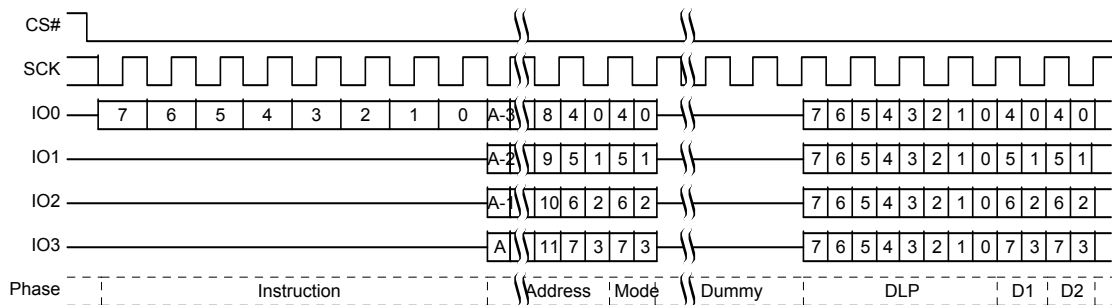 CS#
SCK
IO0 7 6 5 4 3 2 1 0 A-3 8 4 0 4 0 7 6 5 4 3 2 1 0 4 0 4 0
IO1 A-2 9 5 1 5 1 7 6 5 4 3 2 1 0 5 1 5 1
IO2 A-1 10 6 2 6 2 7 6 5 4 3 2 1 0 6 2 6 2
IO3 A 11 7 3 7 3 7 6 5 4 3 2 1 0 7 3 7 3
Phase Instruction Address Mode Dummy DLP D1 D2